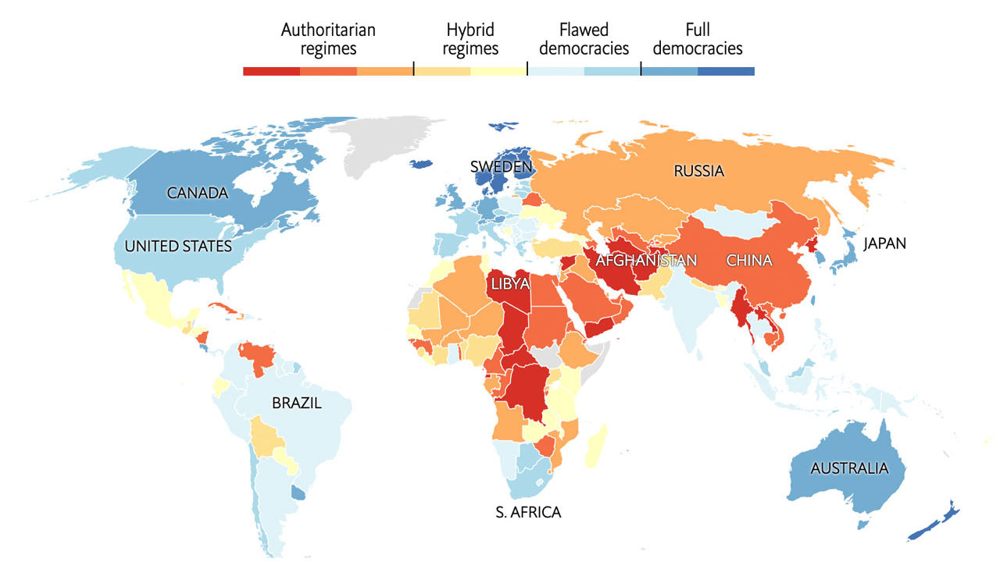 Authoritarian
regimes
Hybrid
regimes
Flawed
democracies
Full
democracies
SWEDEN
RUSSIA
CANADA
UNITED STATES
JAPAN
AFGHANISTAN
CHINA
LIBYA
BRAZIL
AUSTRALIA
S. AFRICA